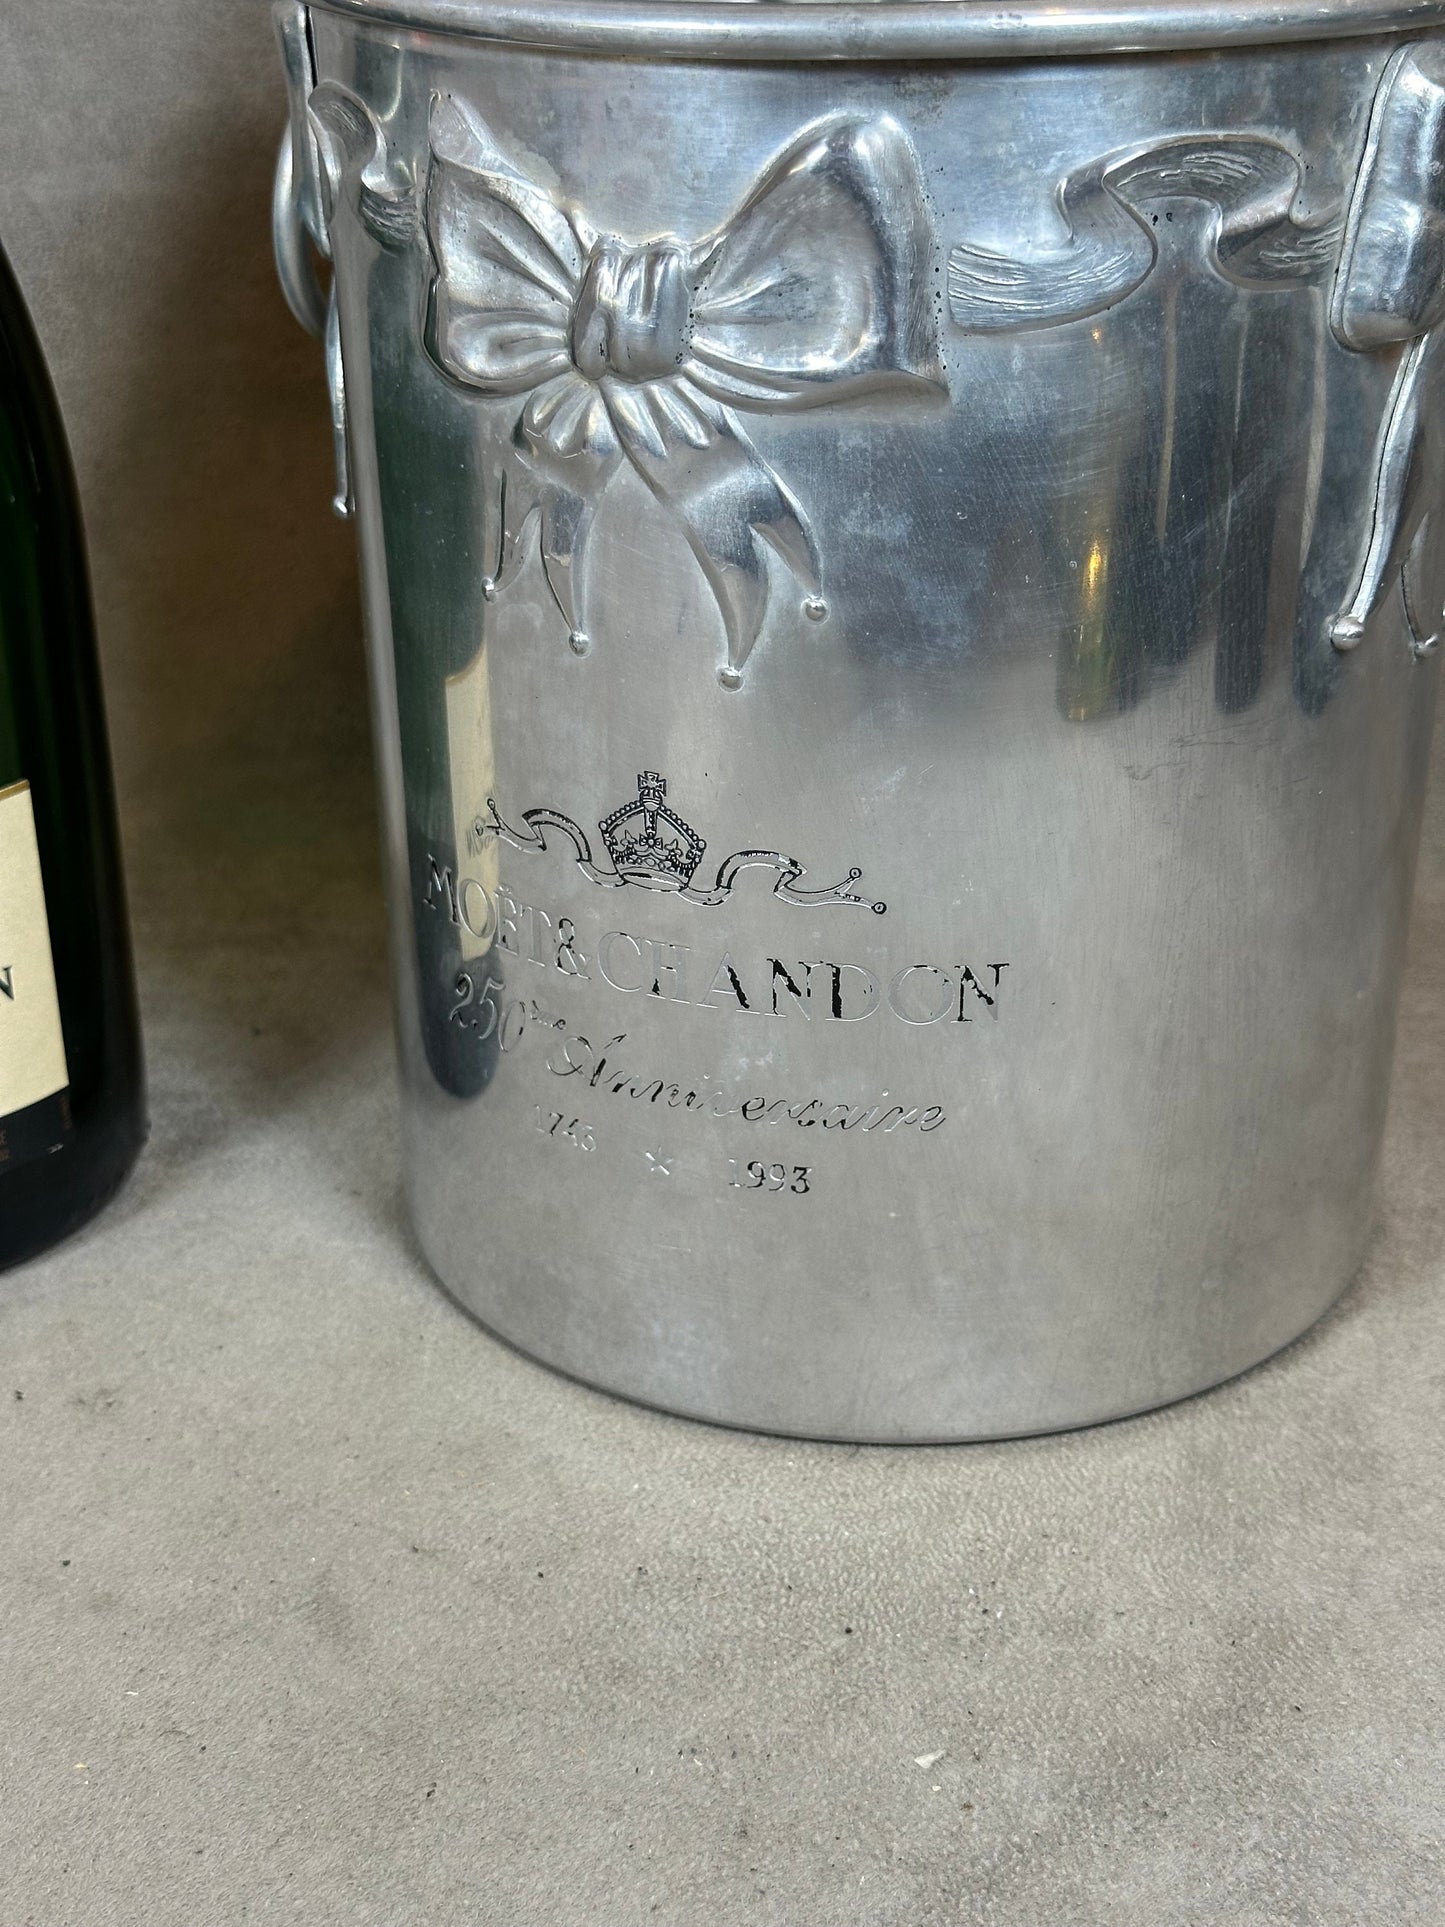 MOËT & CHANDON
250ème Anniversaire
1743 ★ 1993
N